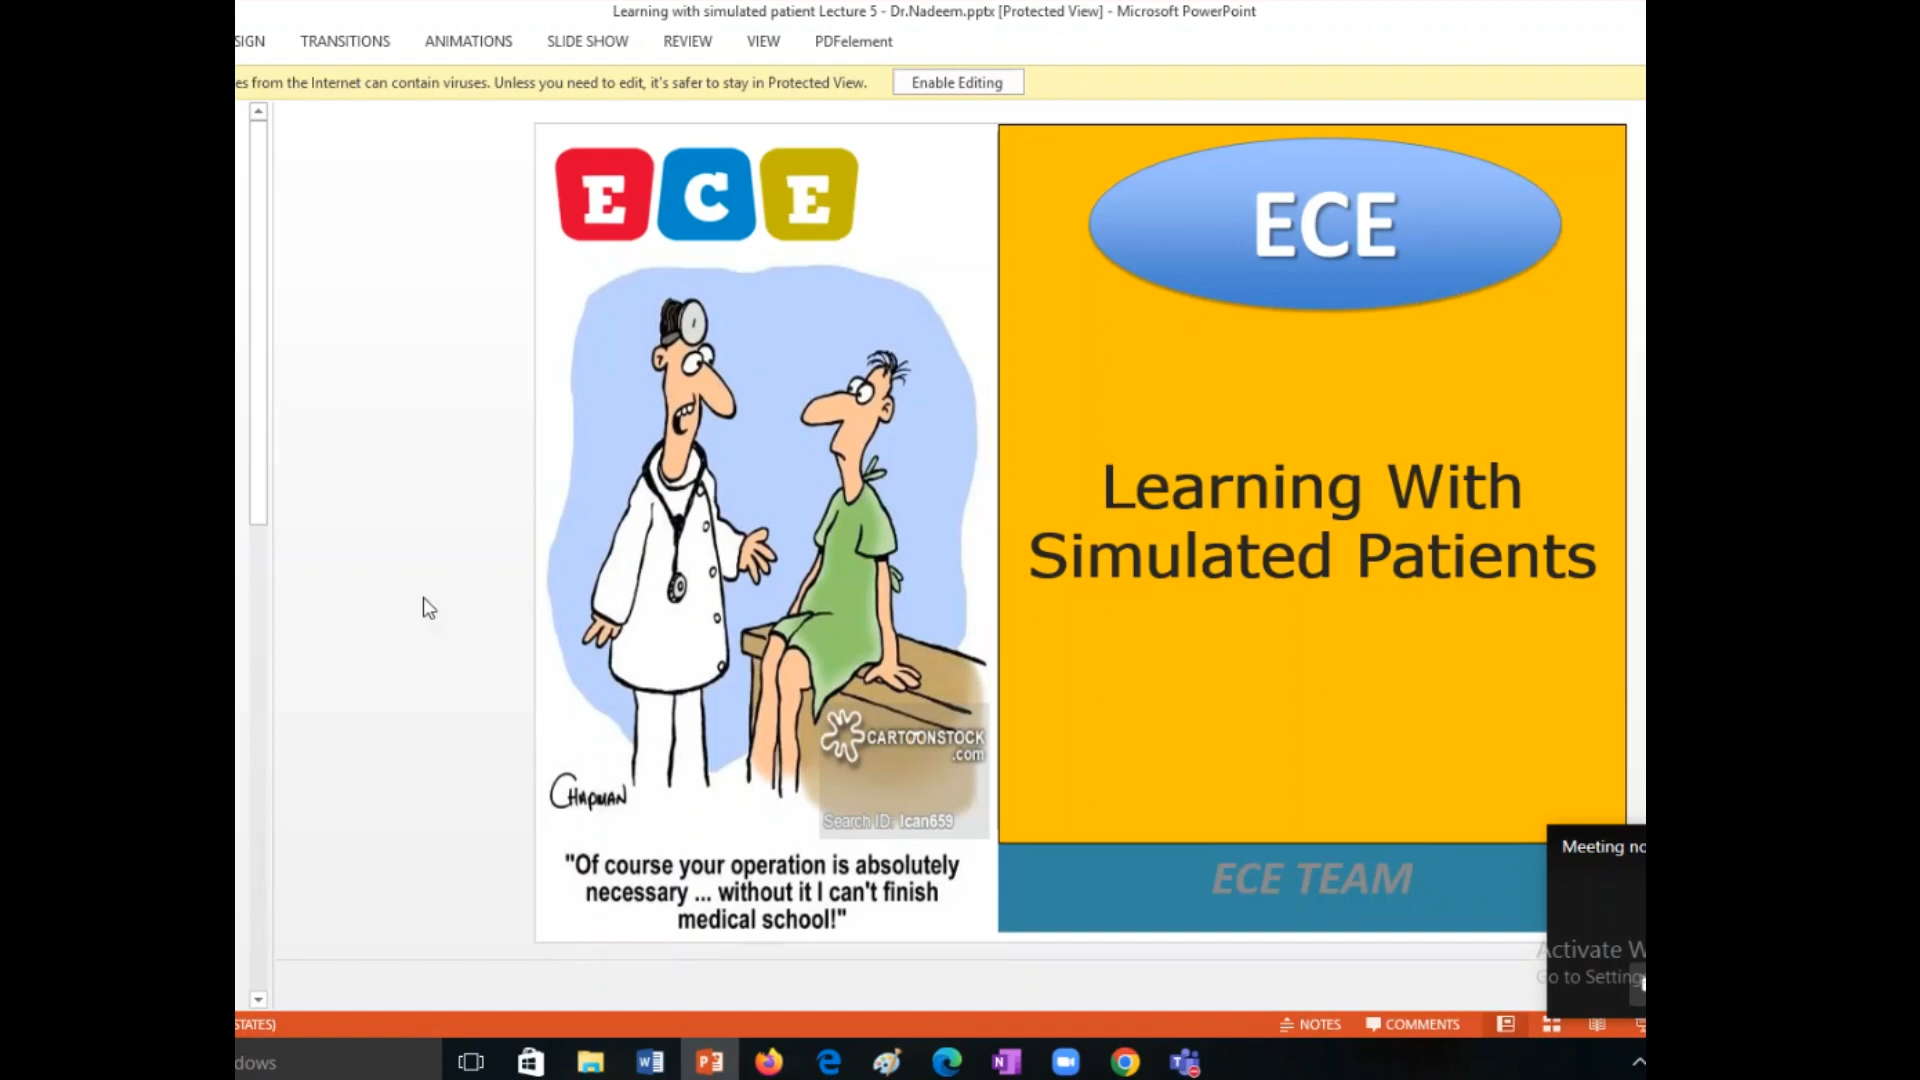 Learning with simulated patient Lecture 5 - Dr.Nadeem.pptx [Protected View] - Microsoft PowerPoint
SIGN TRANSITIONS ANIMATIONS SLIDE SHOW REVIEW VIEW PDFelement
es from the Internet can contain viruses. Unless you need to edit, it's safer to stay in Protected View. Enable Editing
E C E
ECE
Learning With
Simulated Patients
CARTOONSTOCK
.com
CHAPMAN
Search ID: lcan659
"Of course your operation is absolutely
necessary ... without it I can't finish
medical school!"
ECE TEAM
Meeting no
Activate W
Go to Setting
STATES) NOTES COMMENTS
dows